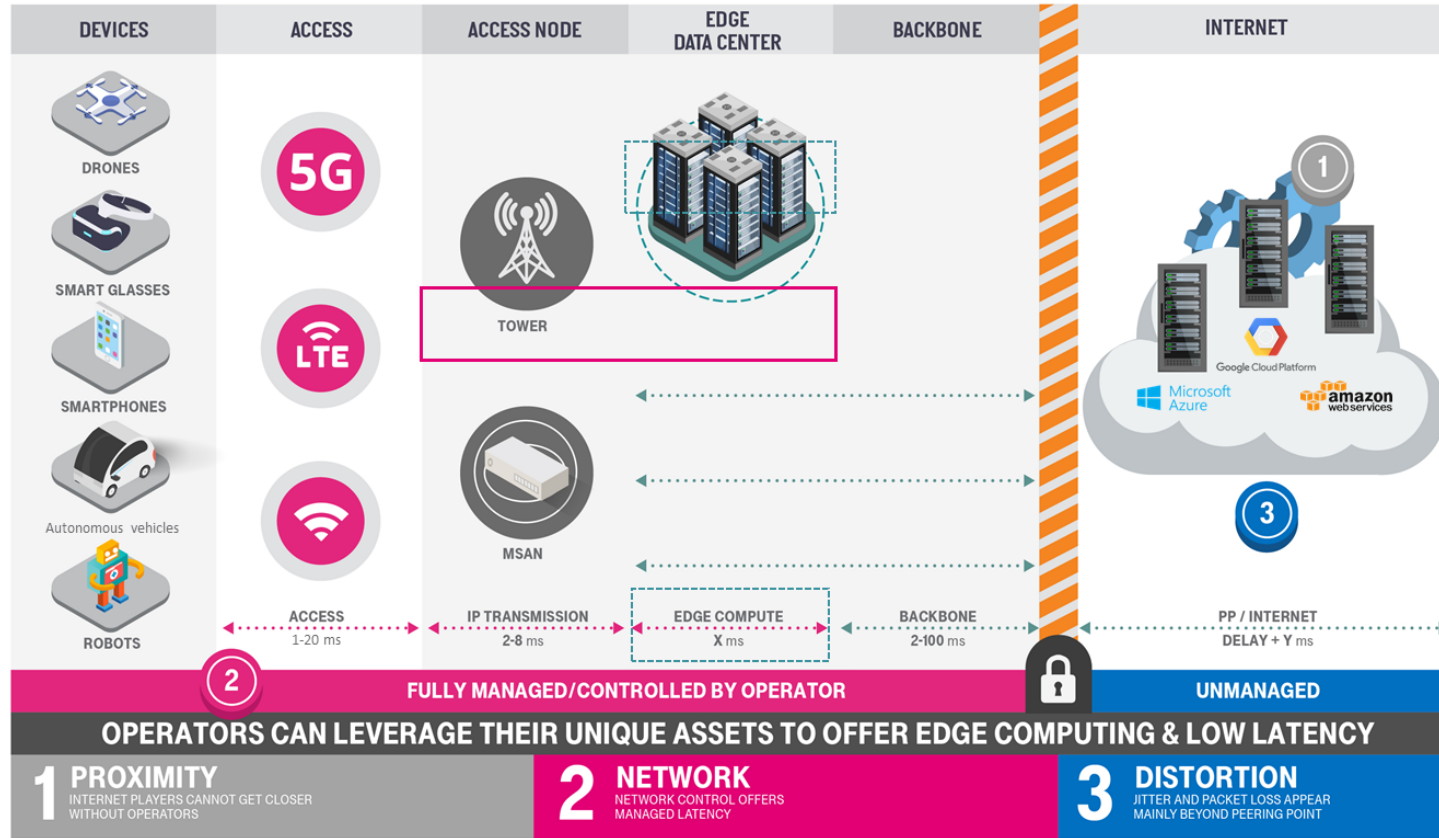 DEVICES
ACCESS
ACCESS NODE
EDGE
DATA CENTER
BACKBONE
INTERNET
DRONES
SMART GLASSES
SMARTPHONES
Autonomous vehicles
ROBOTS
5G
LTE
TOWER
MSAN
1
Google Cloud Platform
Microsoft
Azure
amazon
webservices
3
ACCESS
1-20 ms
IP TRANSMISSION
2-8 ms
EDGE COMPUTE
X ms
BACKBONE
2-100 ms
PP / INTERNET
DELAY + Y ms
2
FULLY MANAGED/CONTROLLED BY OPERATOR
UNMANAGED
OPERATORS CAN LEVERAGE THEIR UNIQUE ASSETS TO OFFER EDGE COMPUTING & LOW LATENCY
1
PROXIMITY
INTERNET PLAYERS CANNOT GET CLOSER
WITHOUT OPERATORS
2
NETWORK
NETWORK CONTROL OFFERS
MANAGED LATENCY
3
DISTORTION
JITTER AND PACKET LOSS APPEAR
MAINLY BEYOND PEERING POINT